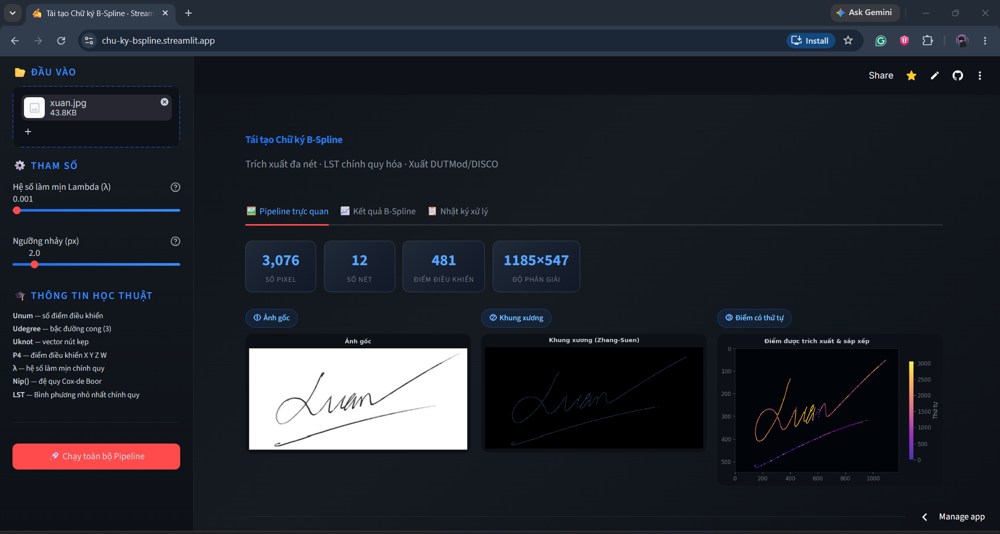 Tái tạo Chữ ký B-Spline · Stream
Ask Gemini
chu-ky-bspline.streamlit.app
Install
ĐẦU VÀO
xuan.jpg
43.8KB
+
THAM SỐ
Hệ số làm mịn Lambda (λ)
0.001
Ngưỡng nhảy (px)
2.0
THÔNG TIN HỌC THUẬT
Unum — số điểm điều khiển
Udegree — bậc đường cong (3)
Uknot — vector nút kẹp
P4 — điểm điều khiển X Y Z W
λ — hệ số làm mịn chính quy
Nip() — đệ quy Cox-de Boor
LST — Bình phương nhỏ nhất chính quy
Chạy toàn bộ Pipeline
Share
Tái tạo Chữ ký B-Spline
Trích xuất đa nét · LST chính quy hóa · Xuất DUTMod/DISCO
Pipeline trực quan
Kết quả B-Spline
Nhật ký xử lý
3,076
SỐ PIXEL
12
SỐ NÉT
481
ĐIỂM ĐIỀU KHIỂN
1185×547
ĐỘ PHÂN GIẢI
① Ảnh gốc
Ảnh gốc
Xuân
② Khung xương
Khung xương (Zhang-Suen)
Xuân
③ Điểm có thứ tự
Điểm được trích xuất & sắp xếp
Xuân
0
100
200
300
400
500
0 200 400 600 800 1000
3000
2500
2000
1500
1000
500
0
Thứ tự
Manage app